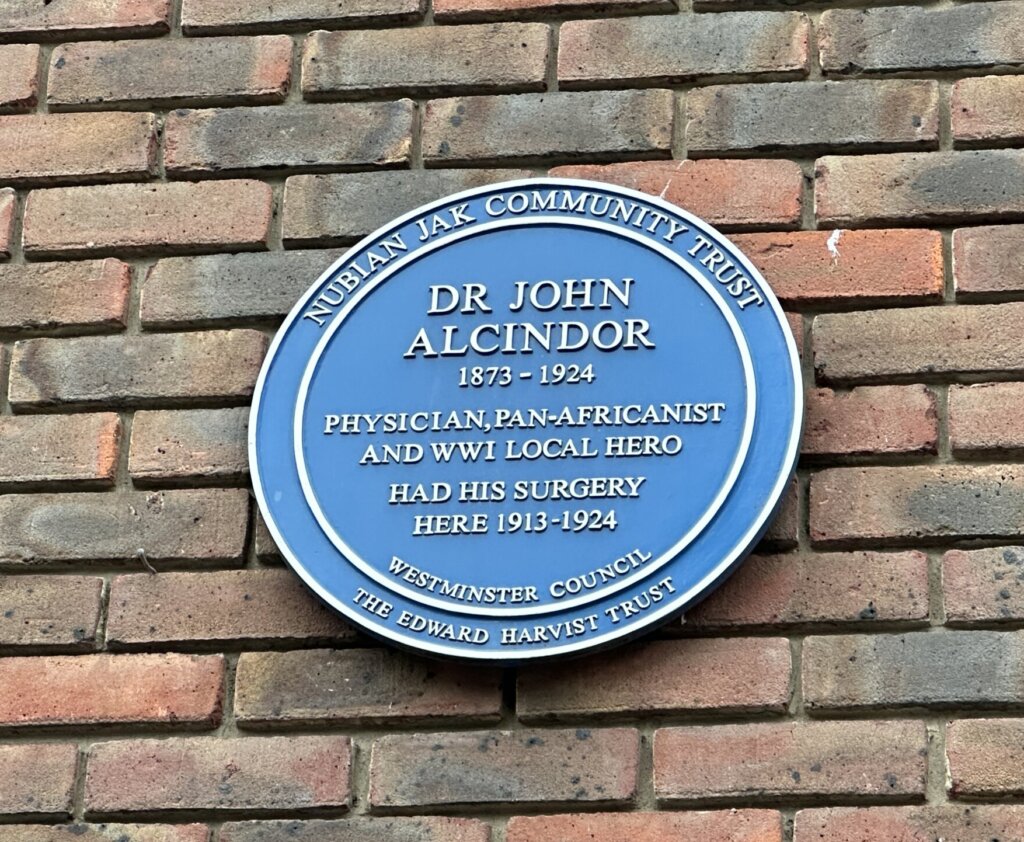 NUBIAN JAK COMMUNITY TRUST
DR JOHN
ALCINDOR
1873 - 1924
PHYSICIAN, PAN-AFRICANIST
AND WWI LOCAL HERO
HAD HIS SURGERY
HERE 1913-1924
WESTMINSTER COUNCIL
THE EDWARD HARVIST TRUST